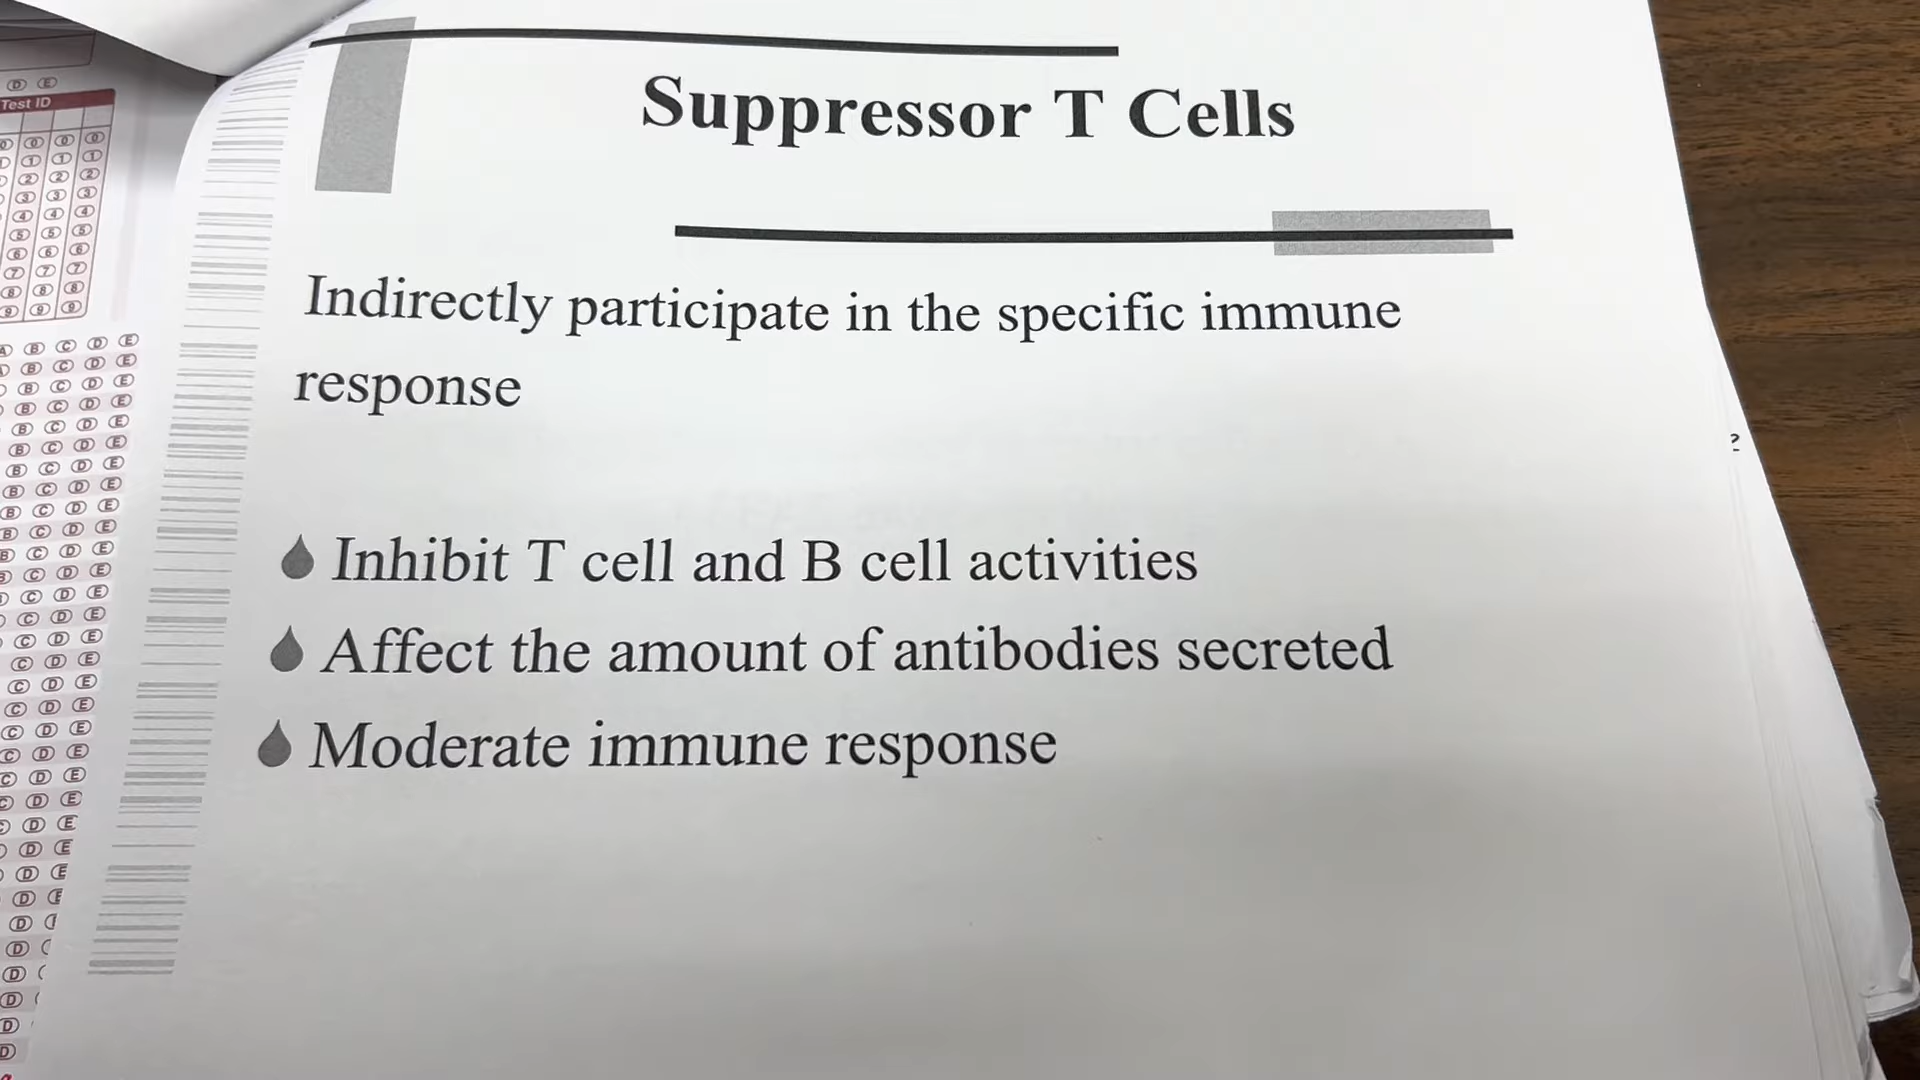 Suppressor T Cells
Indirectly participate in the specific immune
response
Inhibit T cell and B cell activities
Affect the amount of antibodies secreted
Moderate immune response
Test ID
?